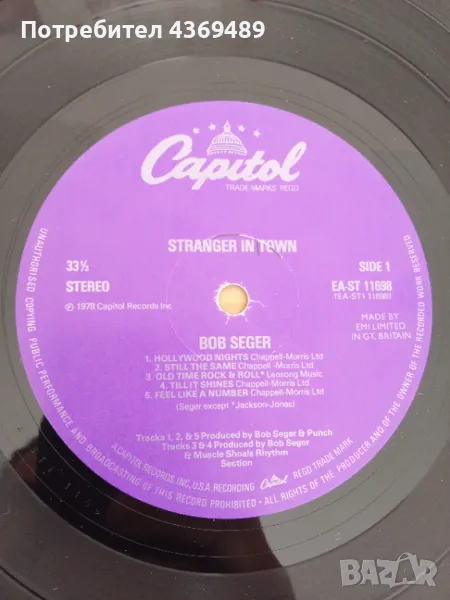 Потребител 4369489
Capitol
TRADE MARKS REGD
STRANGER IN TOWN
33⅓
STEREO
℗ 1978 Capitol Records Inc.
SIDE 1
EA-ST 11698
MADE BY
EMI LIMITED
IN GT. BRITAIN
BOB SEGER
1. HOLLYWOOD NIGHTS Chappell-Morris Ltd
2. STILL THE SAME Chappell-Morris Ltd
3. OLD TIME ROCK & ROLL* Leosong Music
4. TILL IT SHINES Chappell-Morris Ltd
5. FEEL LIKE A NUMBER Chappell-Morris Ltd
(Seger except *Jackson-Jonas)
Tracks 1, 2, & 5 Produced by Bob Seger & Punch
Tracks 3 & 4 Produced by Bob Seger
& Muscle Shoals Rhythm
Section
A CAPITOL RECORDS, INC., U.S.A. RECORDING Capitol REGD TRADE MARK
UNAUTHORISED COPYING PUBLIC PERFORMANCE AND BROADCASTING OF THIS RECORD PROHIBITED - ALL RIGHTS OF THE PRODUCER AND OF THE OWNER OF THE RECORDED WORK RESERVED
BAZAR